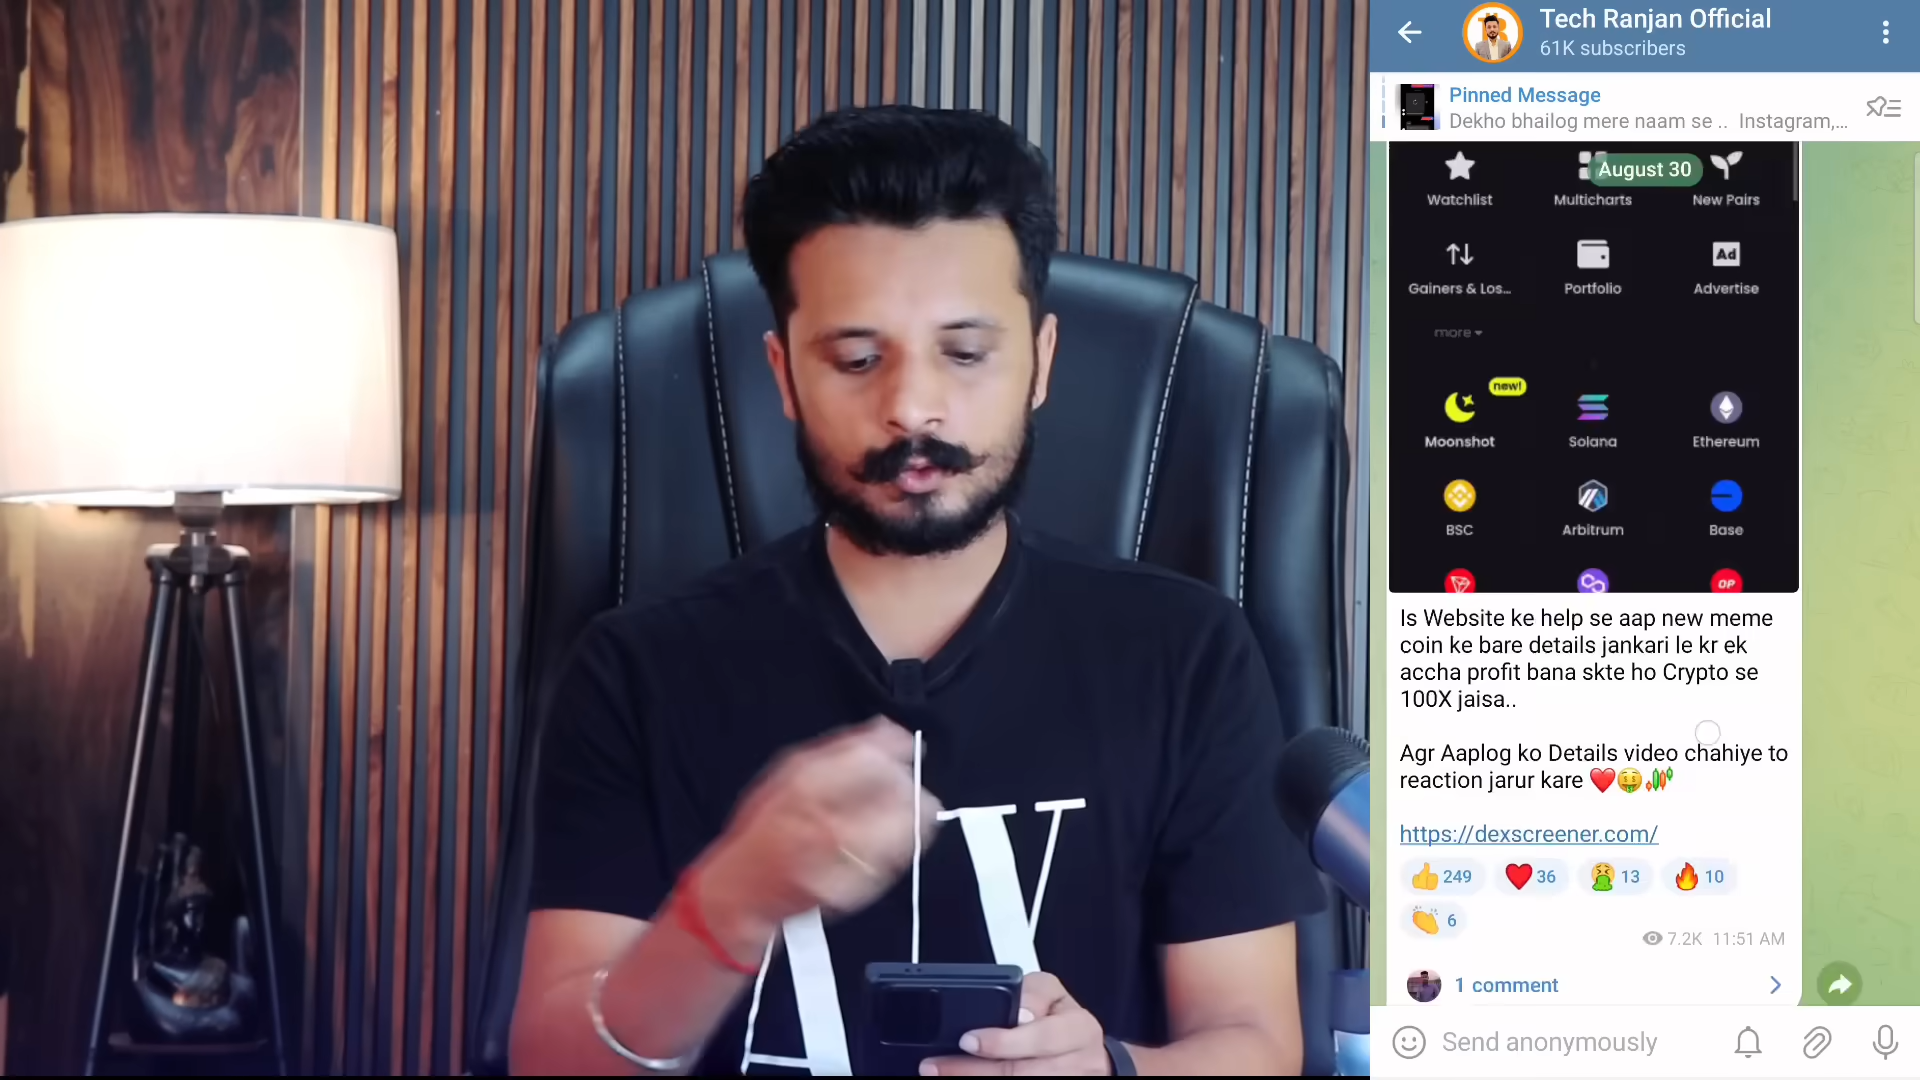 Tech Ranjan Official
61K subscribers
Pinned Message
Dekho bhailog mere naam se .. Instagram,...
August 30
Watchlist
Multicharts
New Pairs
Gainers & Los...
Portfolio
Ad
Advertise
more
new!
Moonshot
Solana
Ethereum
BSC
Arbitrum
Base
OP
Is Website ke help se aap new meme
coin ke bare details jankari le kr ek
accha profit bana skte ho Crypto se
100X jaisa..
Agr Aaplog ko Details video chahiye to
reaction jarur kare ❤️🤑
https://dexscreener.com/
👍 249 ❤️ 36 🤮 13 🔥 10
👏 6
7.2K 11:51 AM
1 comment
Send anonymously